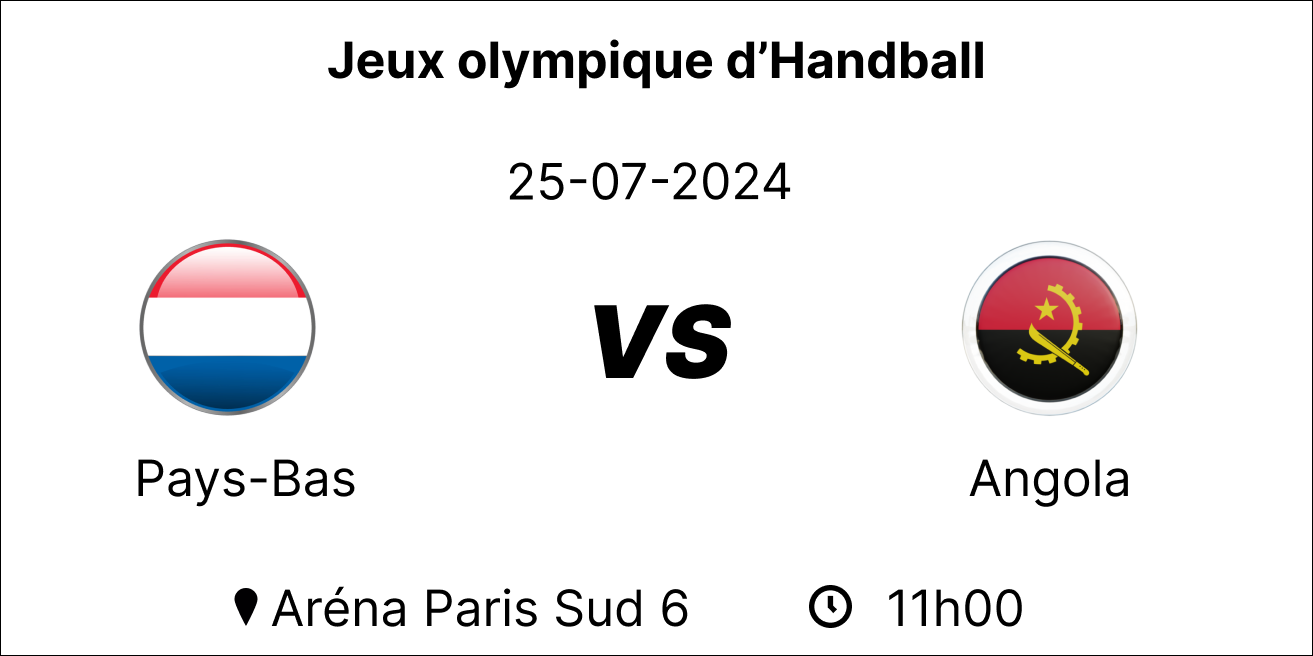 Jeux olympique d’Handball
25-07-2024
VS
Pays-Bas
Angola
Aréna Paris Sud 6
11h00